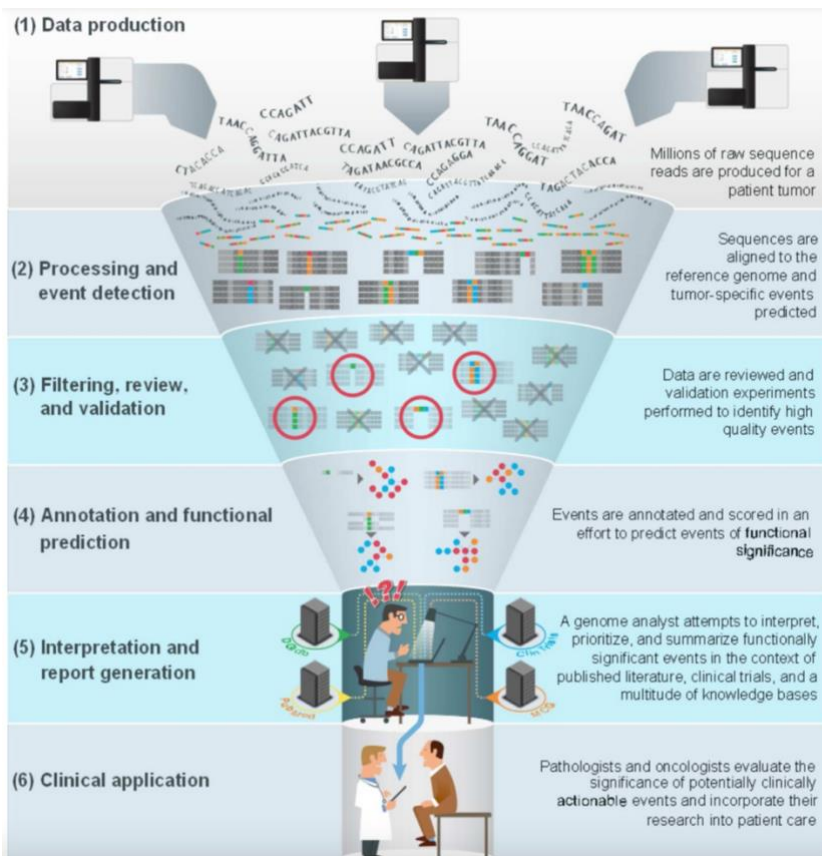 (1) Data production
CCAGATT
TAACCAGGATTA
CAGATTACGTTA
CCAGATT
CAGATTACGTTA
TAACCAGGAT
TAACCAGAT
CTACACCA
TAGATAACGCCA
CCAGAGGA
TAGACTACACCA
Millions of raw sequence
reads are produced for a
patient tumor
(2) Processing and
event detection
Sequences are
aligned to the
reference genome and
tumor-specific events
predicted
(3) Filtering, review,
and validation
Data are reviewed and
validation experiments
performed to identify high
quality events
(4) Annotation and functional
prediction
Events are annotated and scored in an
effort to predict events of functional
significance
!?!
(5) Interpretation and
report generation
A genome analyst attempts to interpret,
prioritize, and summarize functionally
significant events in the context of
published literature, clinical trials, and a
multitude of knowledge bases
(6) Clinical application
Pathologists and oncologists evaluate the
significance of potentially clinically
actionable events and incorporate their
research into patient care